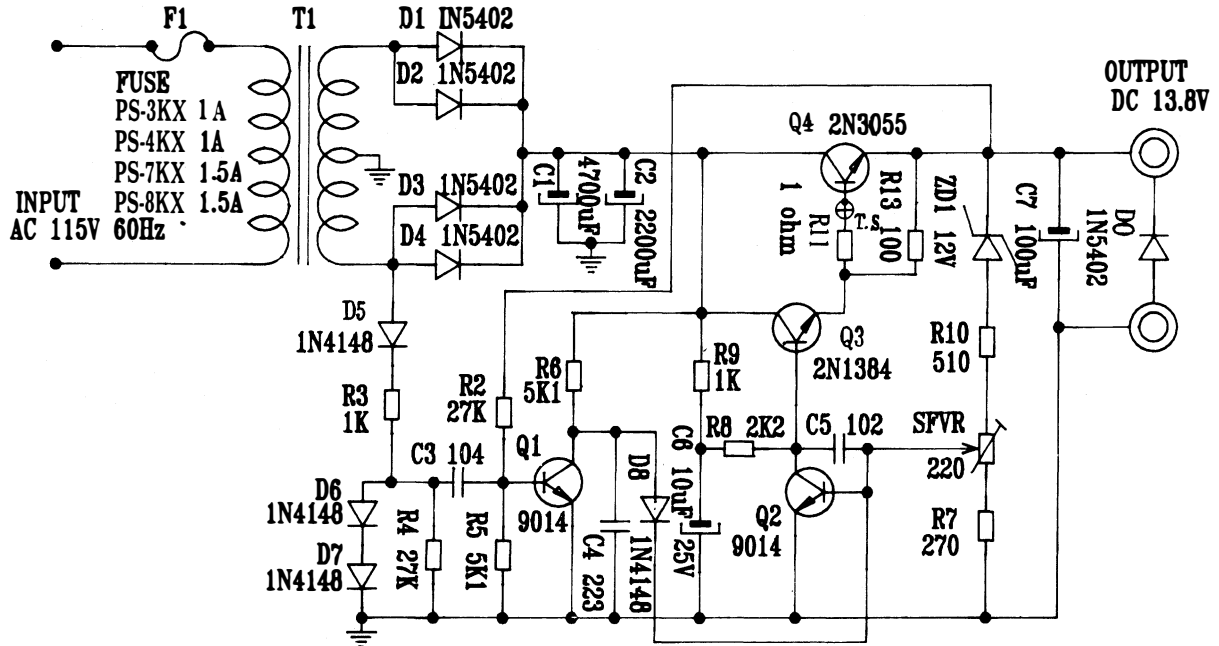 F1
T1
D1 IN5402
D2 1N5402
D3 1N5402
D4 1N5402
FUSE
PS-3KX 1A
PS-4KX 1A
PS-7KX 1.5A
PS-8KX 1.5A
INPUT
AC 115V 60Hz
C1
4700uF
C2
2200uF
Q4 2N3055
1 ohm
R11
T.S.
R13 100
ZD1 12V
C7 100uF
OUTPUT
DC 13.8V
DO
1N5402
D5
1N4148
R3
1K
R2
27K
R6
5K1
R9
1K
Q3
2N1384
R10
510
C3 104
Q1
9014
D8
1N4148
C6 10uF
25V
R8 2K2
C5 102
SFVR
220
D6
1N4148
D7
1N4148
R4 27K
R5 5K1
C4 223
Q2
9014
R7
270